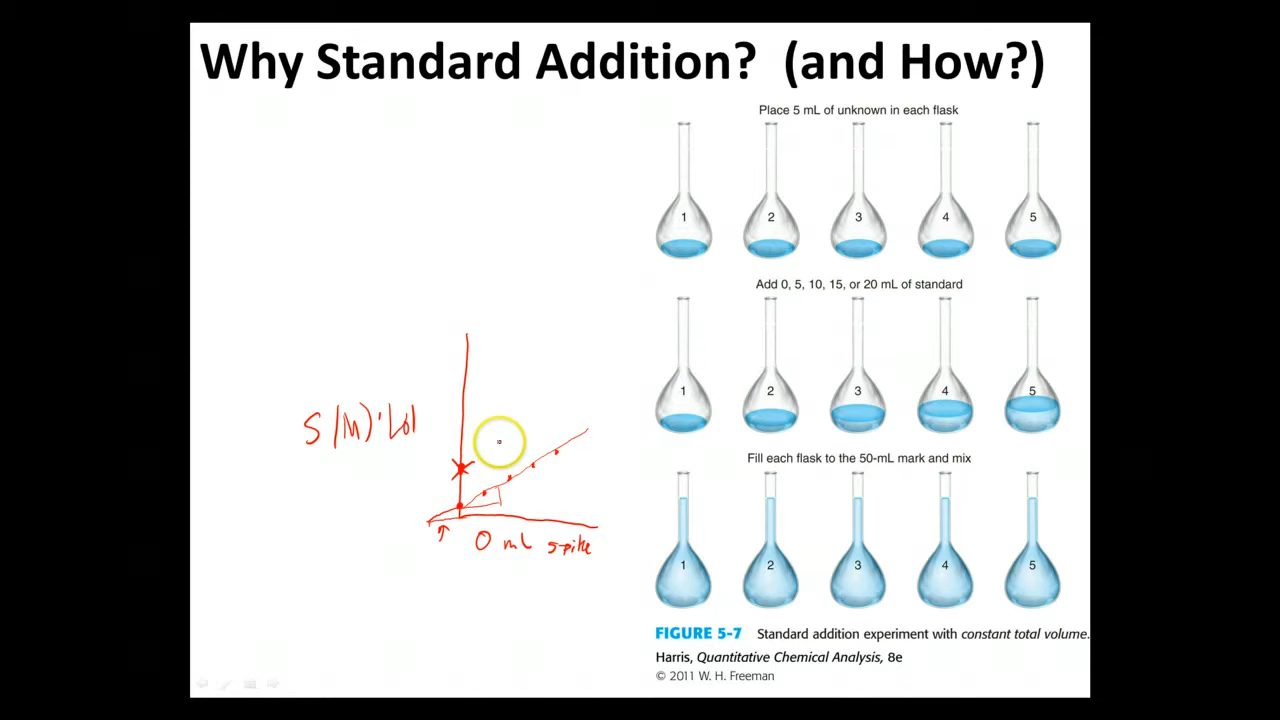 Why Standard Addition? (and How?)
Place 5 mL of unknown in each flask
1 2 3 4 5
Add 0, 5, 10, 15, or 20 mL of standard
1 2 3 4 5
Fill each flask to the 50-mL mark and mix
1 2 3 4 5
0 mL spike
FIGURE 5-7 Standard addition experiment with constant total volume.
Harris, Quantitative Chemical Analysis, 8e
© 2011 W. H. Freeman